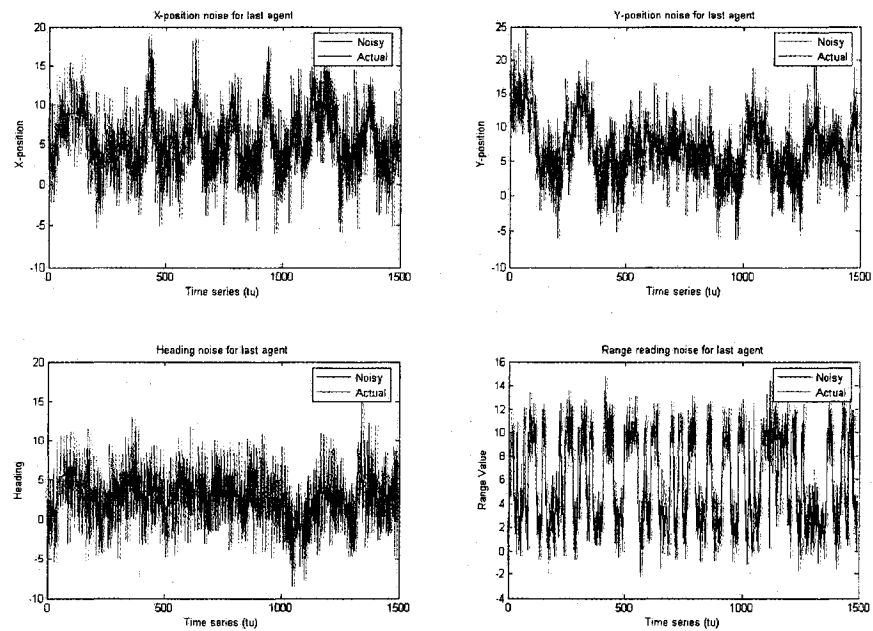 X-position noise for last agent
20
15
10
5
0
-5
-10
X-position
0
500
1000
1500
Time series (tu)
Noisy
Actual
Y-position noise for last agent
25
20
15
10
5
0
-5
-10
Y-position
0
500
1000
1500
Time series (tu)
Noisy
Actual
Heading noise for last agent
20
15
10
5
0
-5
-10
Heading
0
500
1000
1500
Time series (tu)
Noisy
Actual
Range reading noise for last agent
16
14
12
10
8
6
4
2
0
-2
-4
Range Value
0
500
1000
1500
Time series (tu)
Noisy
Actual